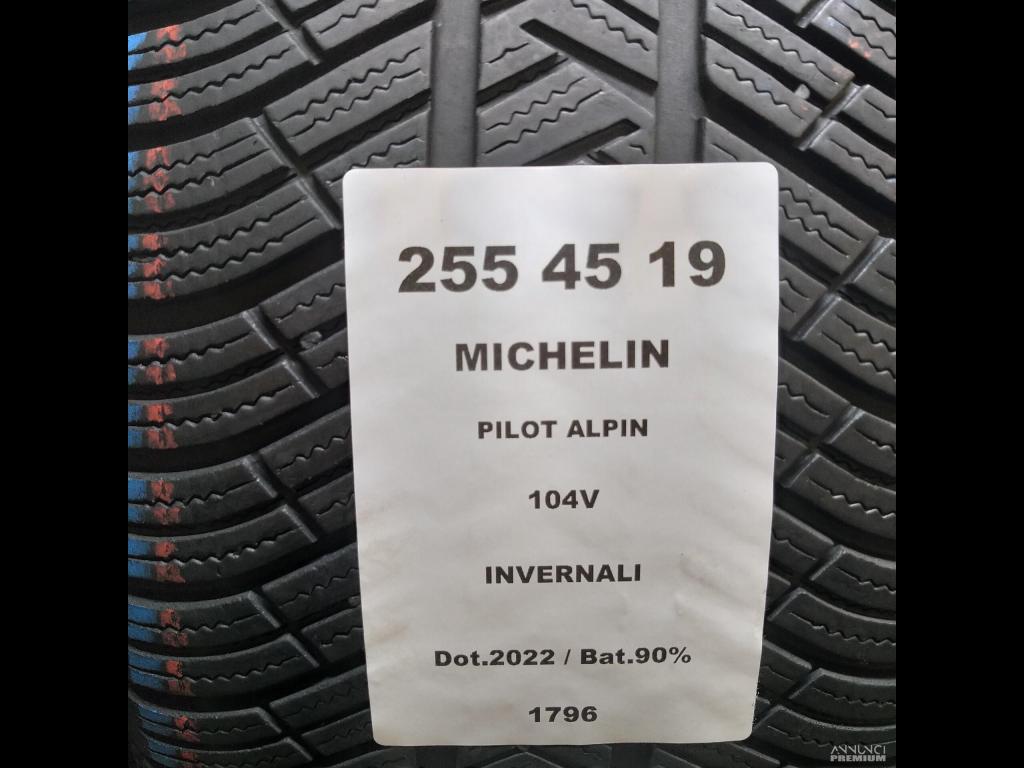 255 45 19
MICHELIN
PILOT ALPIN
104V
INVERNALI
Dot.2022 / Bat.90%
1796
ANNUNCI
PREMIUM